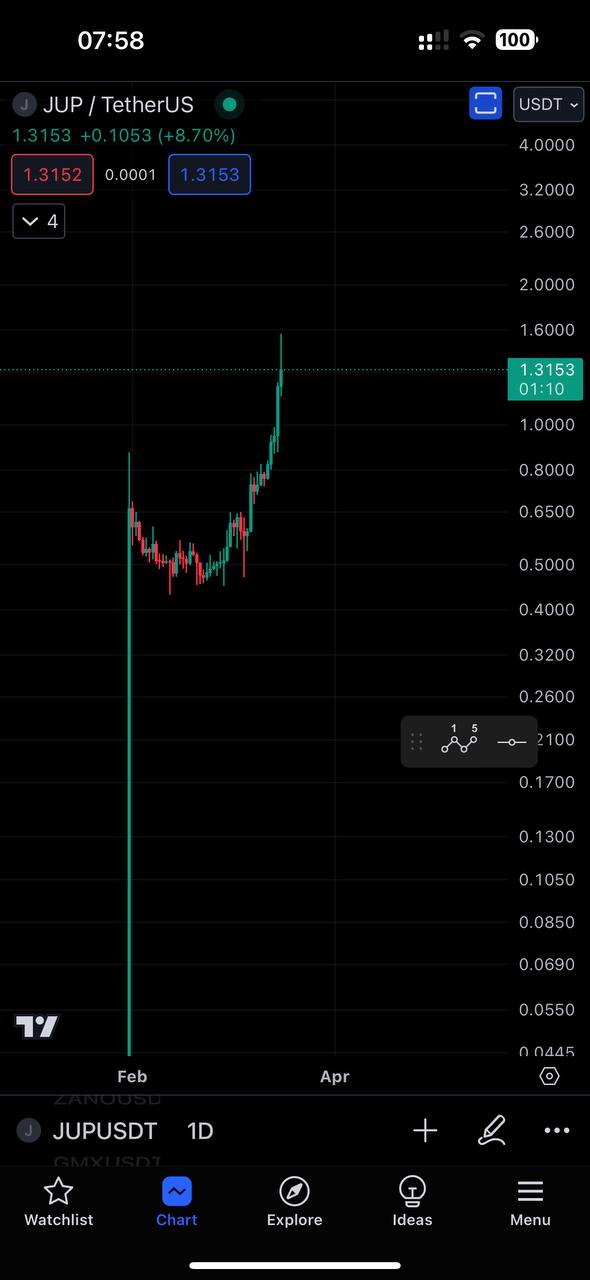 07:58
100
J JUP / TetherUS
USDT
1.3153 +0.1053 (+8.70%)
1.3152 0.0001 1.3153
4
4.0000
3.2000
2.6000
2.0000
1.6000
1.3153
01:10
1.0000
0.8000
0.6500
0.5000
0.4000
0.3200
0.2600
1 5
2100
0.1700
0.1300
0.1050
0.0850
0.0690
0.0550
0.0445
Feb Apr
ZANOUSD
J JUPUSDT 1D
GMXUSDT
Watchlist Chart Explore Ideas Menu